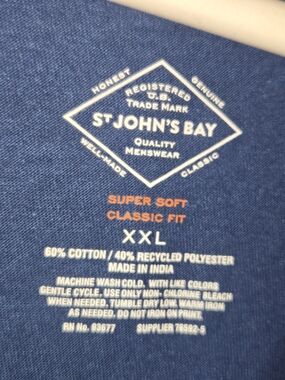 HONEST
GENUINE
REGISTERED
U.S.
TRADE MARK
ST JOHN'S BAY
QUALITY
MENSWEAR
WELL-MADE
CLASSIC
SUPER SOFT
CLASSIC FIT
XXL
60% COTTON / 40% RECYCLED POLYESTER
MADE IN INDIA
MACHINE WASH COLD. WITH LIKE COLORS
GENTLE CYCLE. USE ONLY NON- CHLORINE BLEACH
WHEN NEEDED. TUMBLE DRY LOW. WARM IRON
AS NEEDED. DO NOT IRON ON PRINT.
RN No. 93677 SUPPLIER 76592-5